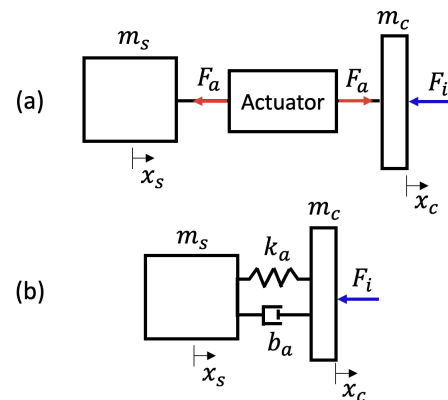 (a)
m_s
F_a
Actuator
F_a
m_c
F_i
x_s
x_c
(b)
m_s
k_a
m_c
F_i
b_a
x_s
x_c